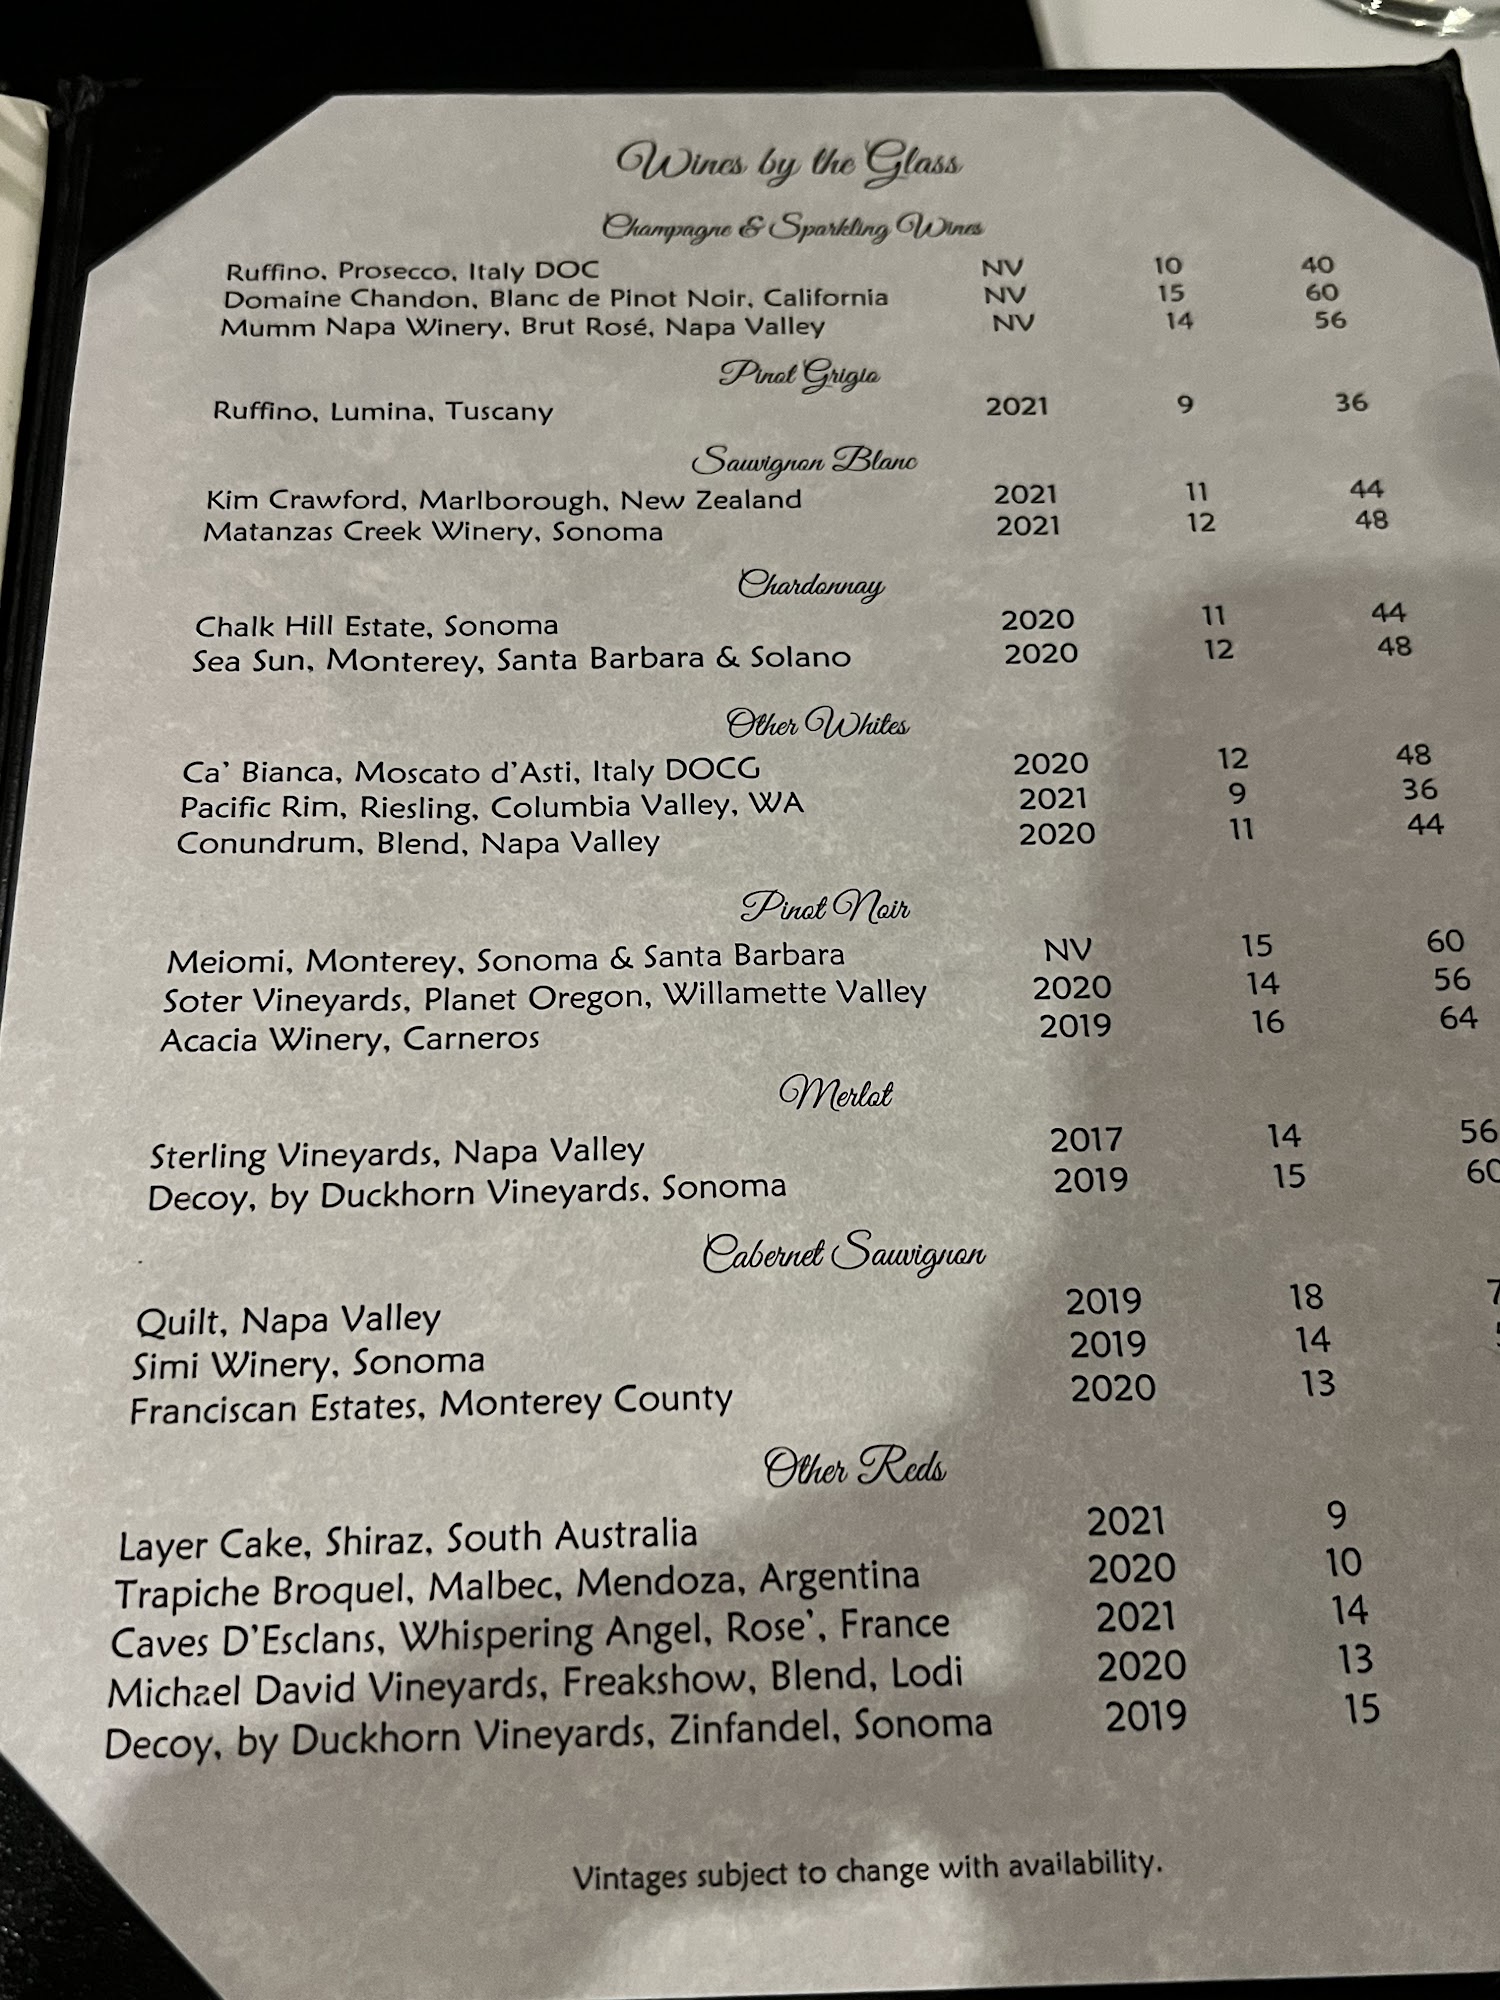 Wines by the Glass
Champagne & Sparkling Wines
Ruffino, Prosecco, Italy DOC NV 10 40
Domaine Chandon, Blanc de Pinot Noir, California NV 15 60
Mumm Napa Winery, Brut Rosé, Napa Valley NV 14 56
Pinot Grigio
Ruffino, Lumina, Tuscany 2021 9 36
Sauvignon Blanc
Kim Crawford, Marlborough, New Zealand 2021 11 44
Matanzas Creek Winery, Sonoma 2021 12 48
Chardonnay
Chalk Hill Estate, Sonoma 2020 11 44
Sea Sun, Monterey, Santa Barbara & Solano 2020 12 48
Other Whites
Ca' Bianca, Moscato d'Asti, Italy DOCG 2020 12 48
Pacific Rim, Riesling, Columbia Valley, WA 2021 9 36
Conundrum, Blend, Napa Valley 2020 11 44
Pinot Noir
Meiomi, Monterey, Sonoma & Santa Barbara NV 15 60
Soter Vineyards, Planet Oregon, Willamette Valley 2020 14 56
Acacia Winery, Carneros 2019 16 64
Merlot
Sterling Vineyards, Napa Valley 2017 14 56
Decoy, by Duckhorn Vineyards, Sonoma 2019 15 60
Cabernet Sauvignon
Quilt, Napa Valley 2019 18
Simi Winery, Sonoma 2019 14
Franciscan Estates, Monterey County 2020 13
Other Reds
Layer Cake, Shiraz, South Australia 2021 9
Trapiche Broquel, Malbec, Mendoza, Argentina 2020 10
Caves D'Esclans, Whispering Angel, Rose', France 2021 14
Michael David Vineyards, Freakshow, Blend, Lodi 2020 13
Decoy, by Duckhorn Vineyards, Zinfandel, Sonoma 2019 15
Vintages subject to change with availability.